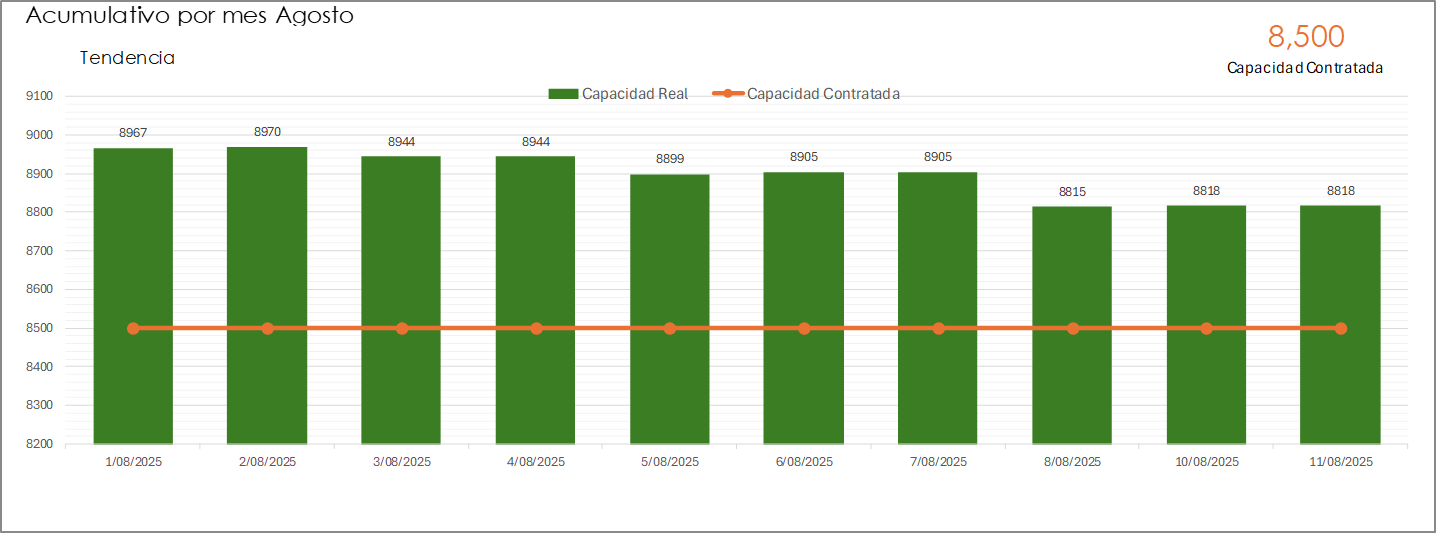 Acumulativo por mes Agosto
8,500
Tendencia
Capacidad Contratada
Capacidad Real Capacidad Contratada
9100
9000
8900
8800
8700
8600
8500
8400
8300
8200
8967 8970 8944 8944 8899 8905 8905 8815 8818 8818
1/08/2025 2/08/2025 3/08/2025 4/08/2025 5/08/2025 6/08/2025 7/08/2025 8/08/2025 10/08/2025 11/08/2025